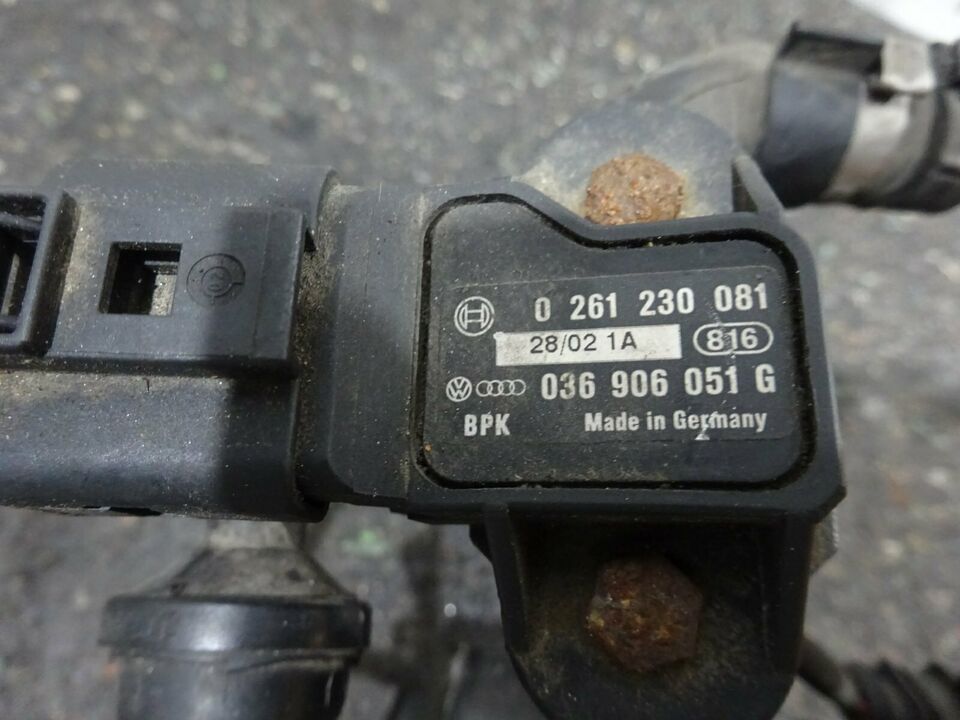 0 261 230 081
28/02 1A 816
036 906 051 G
BPK Made in Germany